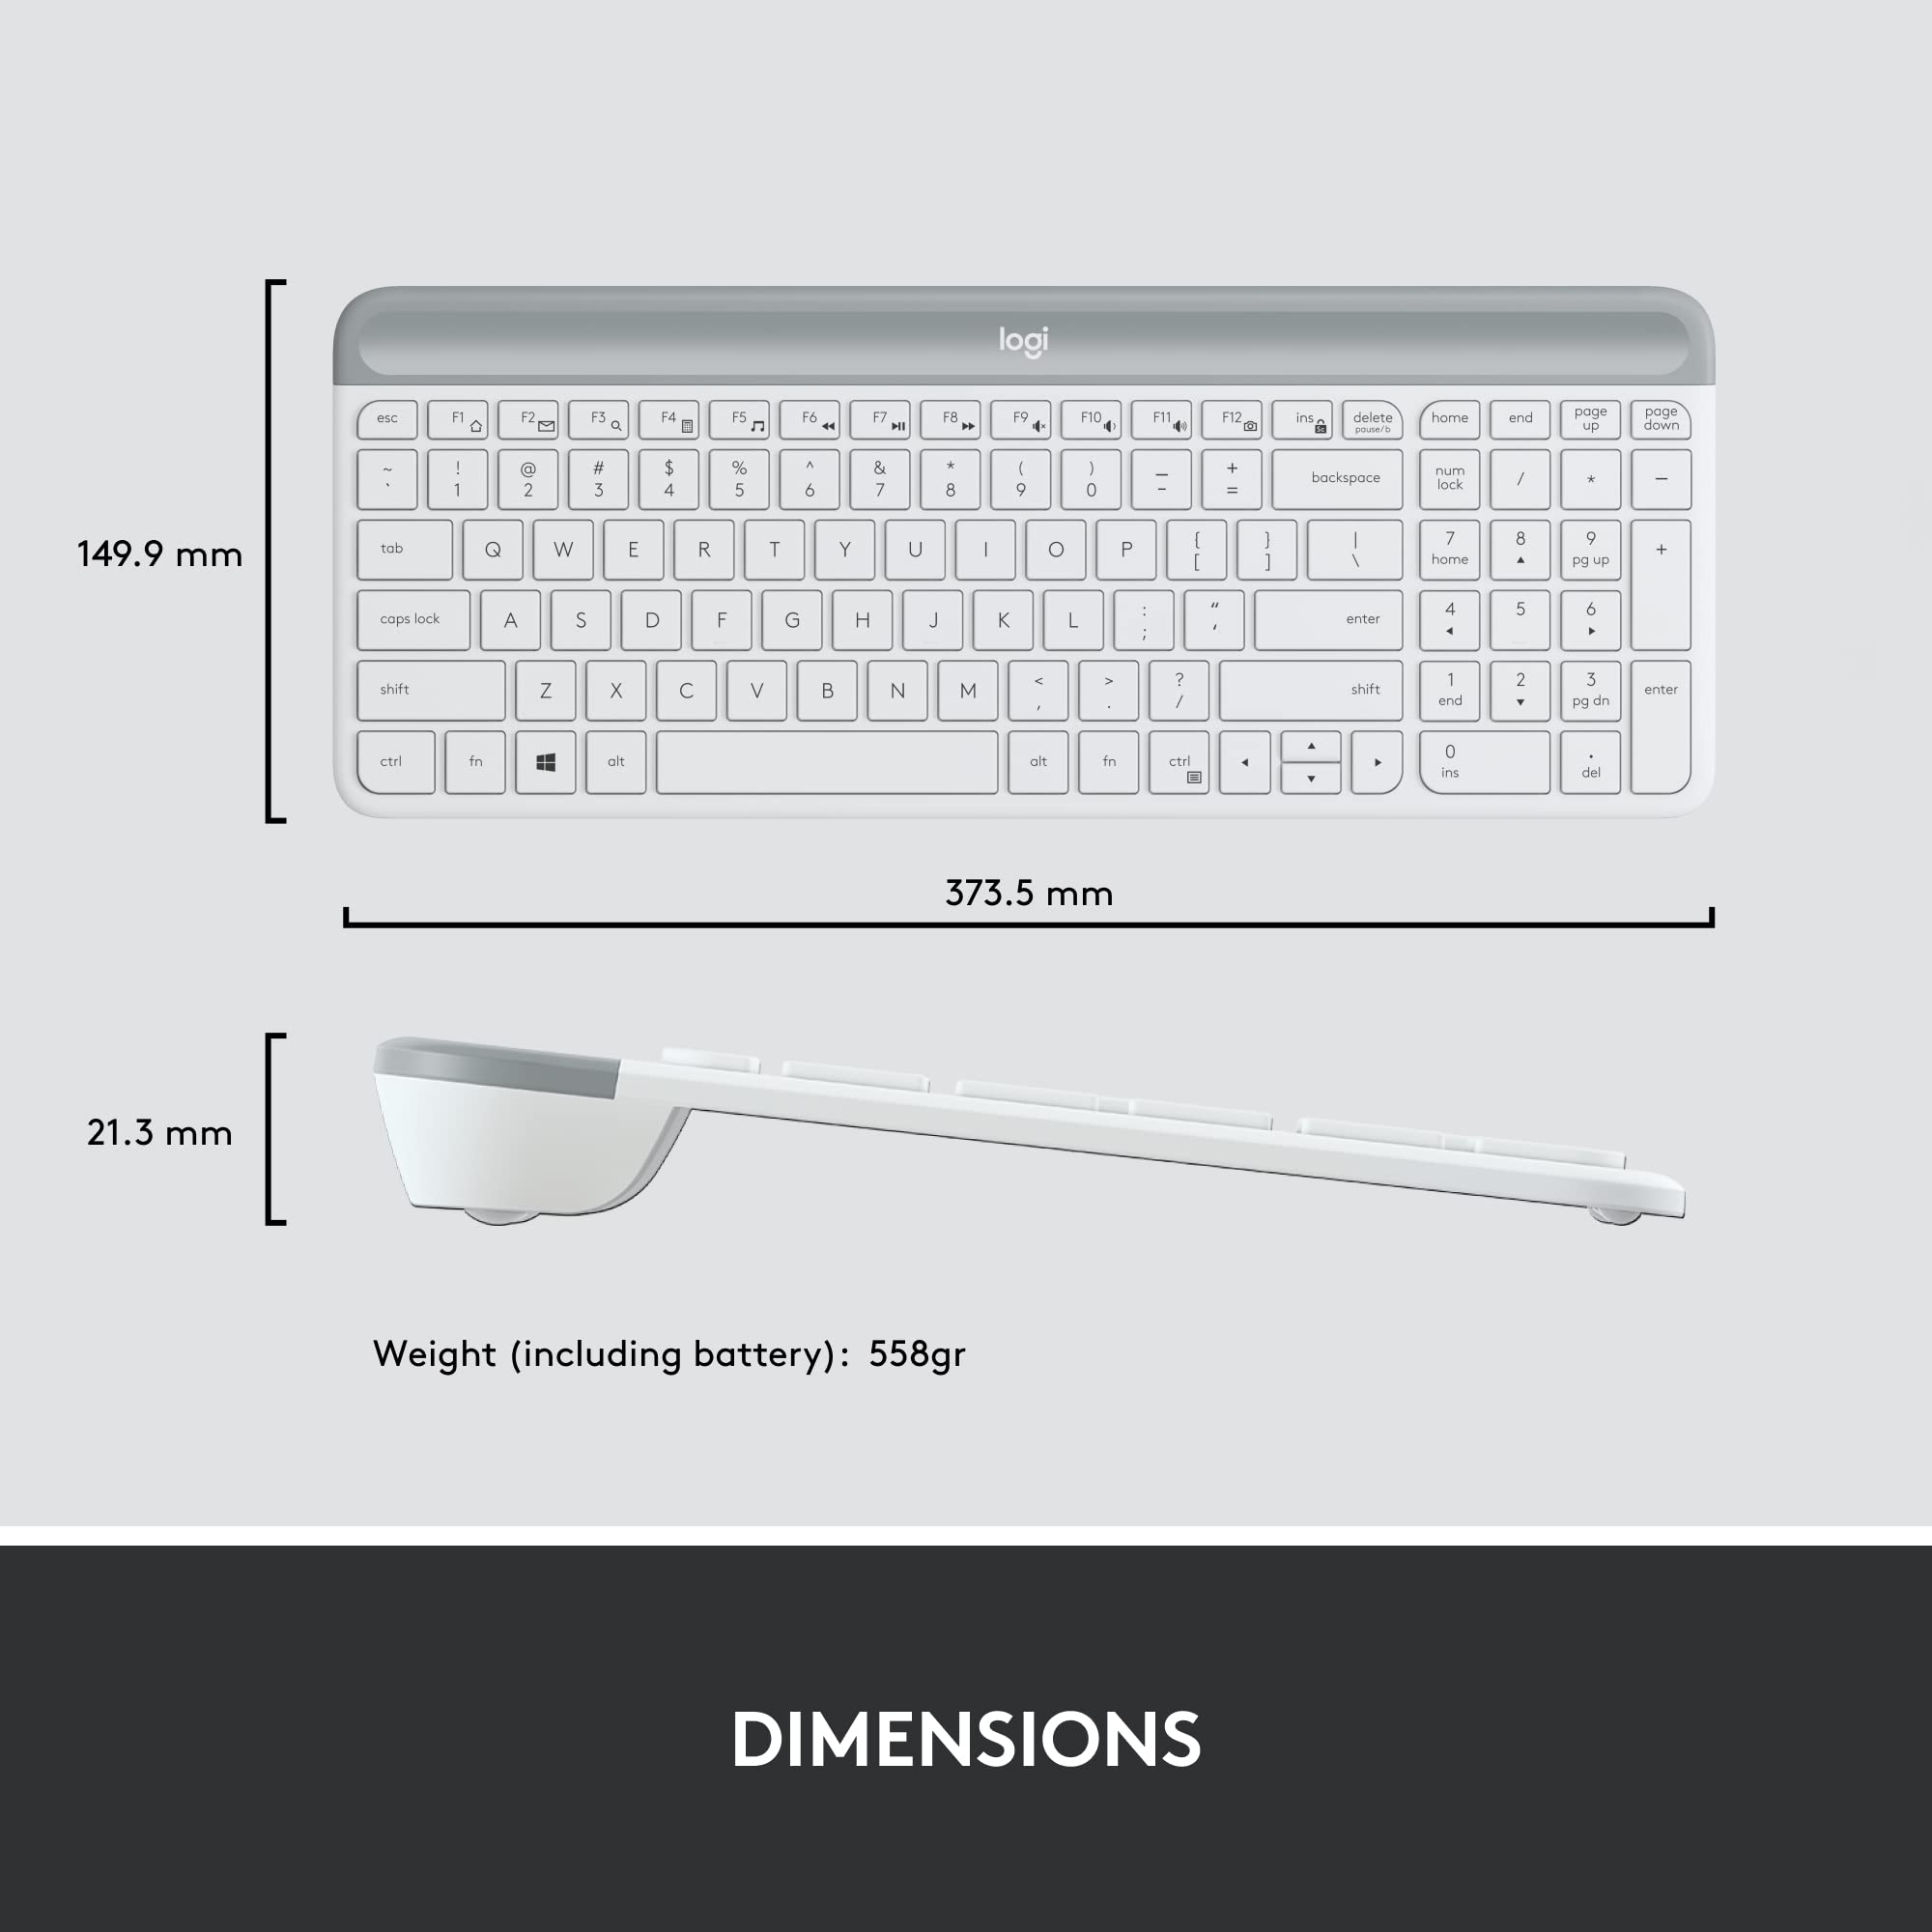 logi
esc F1 F2 F3 F4 F5 F6 F7 F8 F9 F10 F11 F12 ins delete home end page up page down
pause/b
~ ! @ # $ % ^ & * ( ) _ + backspace num lock / * −
` 1 2 3 4 5 6 7 8 9 0 - =
tab Q W E R T Y U I O P { } | 7 8 9 +
[ ] \ home ▲ pg up
149.9 mm
caps lock A S D F G H J K L : “ enter 4 5 6
; ‘ ◄ ►
shift Z X C V B N M < > ? shift 1 2 3 enter
, . / end ▼ pg dn
ctrl fn alt alt fn ctrl ◄ ▲ ► 0 .
▼ ins del
373.5 mm
21.3 mm
Weight (including battery): 558gr
DIMENSIONS